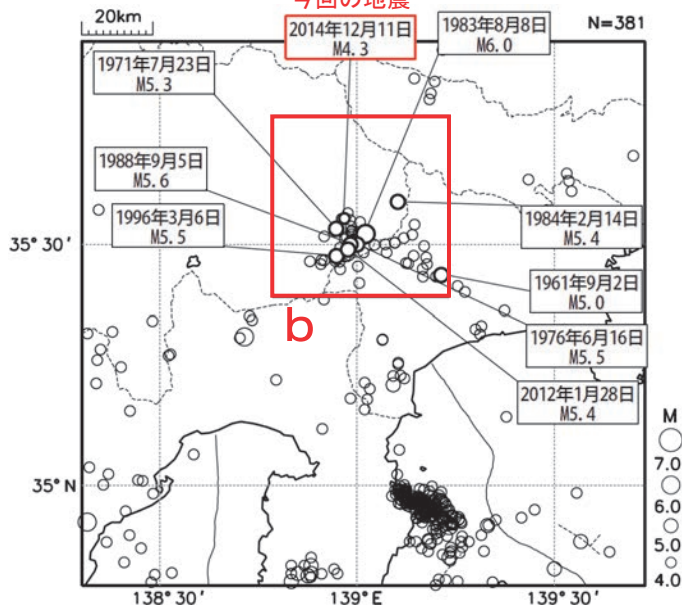 今回の地震
20km
N=381
2014年12月11日
M4.3
1983年8月8日
M6.0
1971年7月23日
M5.3
1988年9月5日
M5.6
1996年3月6日
M5.5
35°30'
1984年2月14日
M5.4
1961年9月2日
M5.0
b
1976年6月16日
M5.5
2012年1月28日
M5.4
M
7.0
6.0
5.0
4.0
35°N
138°30'
139°E
139°30'